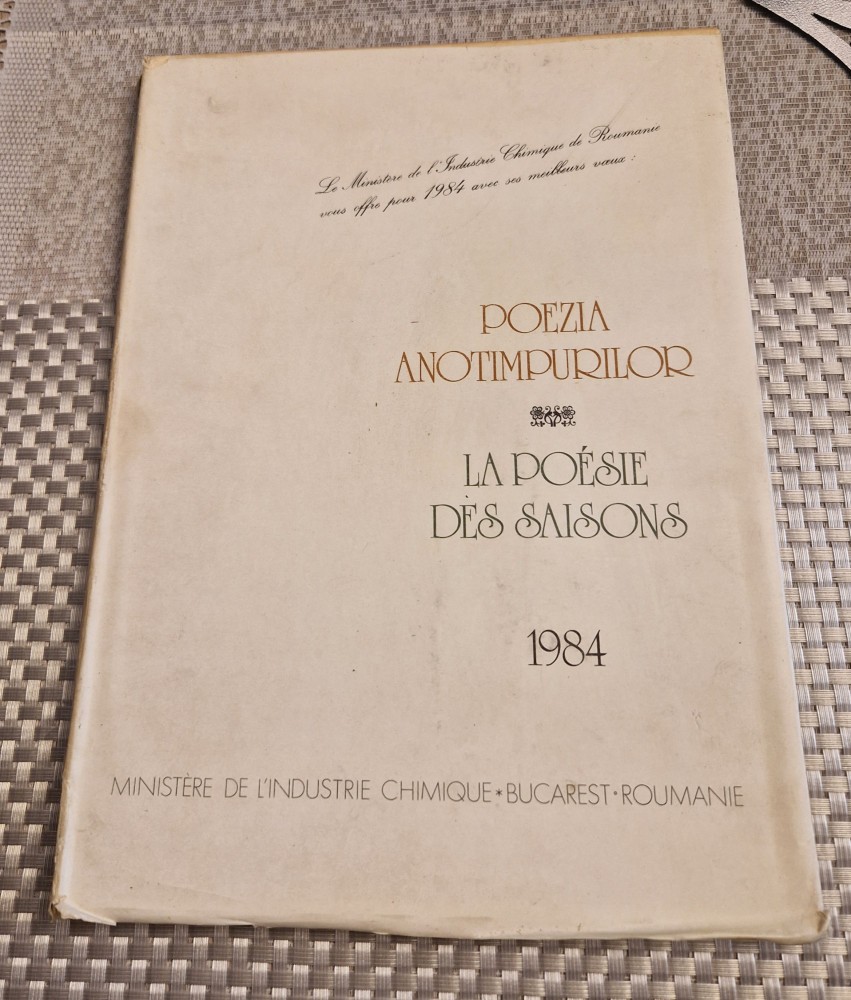 Le Ministère de l'Industrie Chimique de Roumanie
vous offre pour 1984 avec ses meilleurs vœux :
POEZIA
ANOTIMPURILOR
LA POÉSIE
DES SAISONS
1984
MINISTÈRE DE L'INDUSTRIE CHIMIQUE*BUCAREST·ROUMANIE